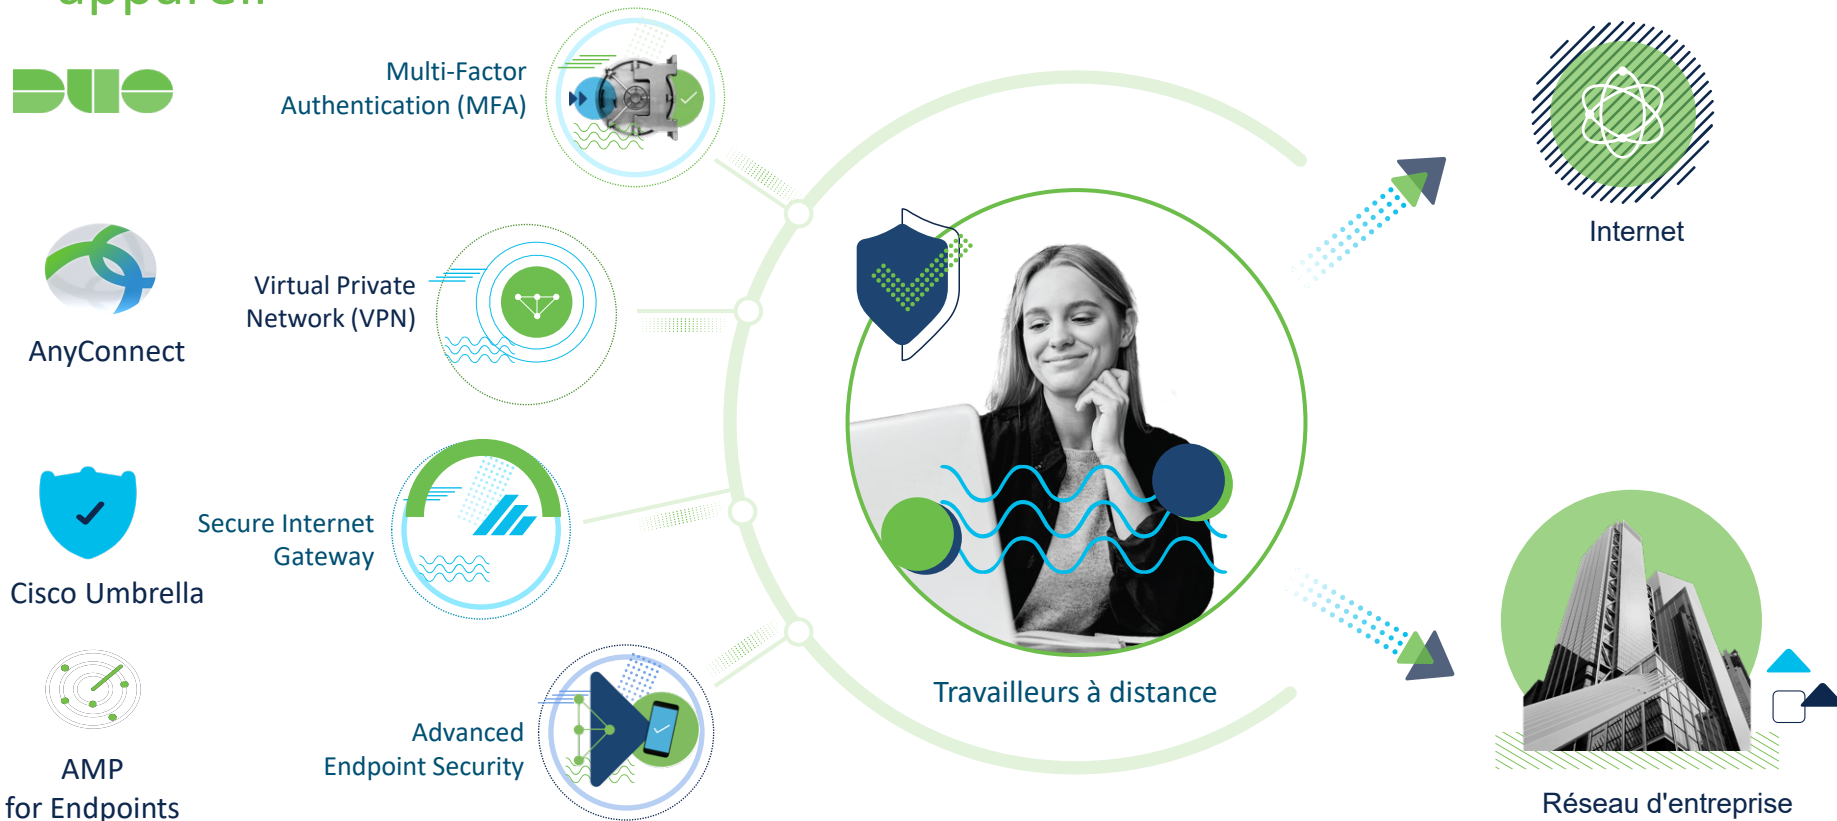 appareil
DUO
Multi-Factor
Authentication (MFA)
AnyConnect
Virtual Private
Network (VPN)
Cisco Umbrella
Secure Internet
Gateway
AMP
for Endpoints
Advanced
Endpoint Security
Travailleurs à distance
Internet
Réseau d'entreprise